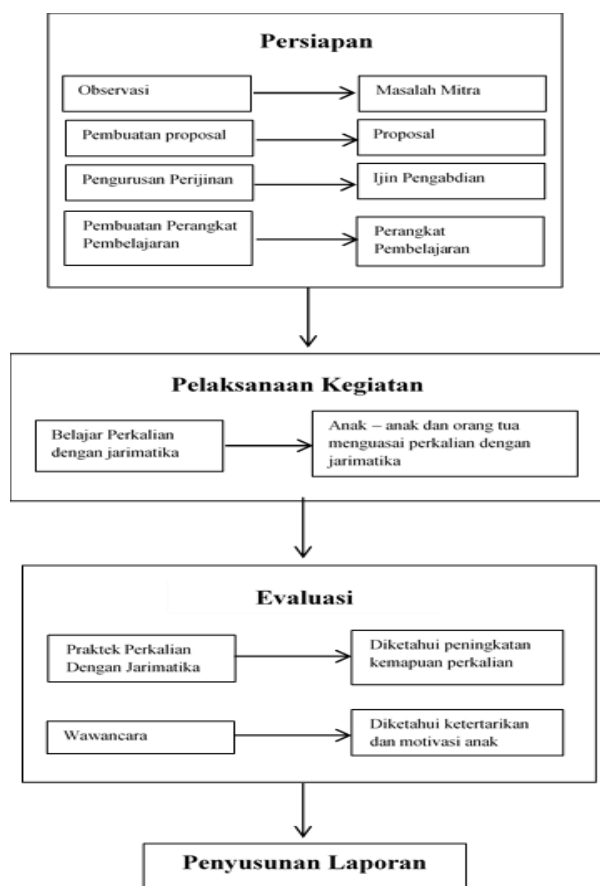 Persiapan
Observasi
Masalah Mitra
Pembuatan proposal
Proposal
Pengurusan Perijinan
Ijin Pengabdian
Pembuatan Perangkat
Pembelajaran
Perangkat
Pembelajaran
Pelaksanaan Kegiatan
Belajar Perkalian
dengan jarimatika
Anak – anak dan orang tua
menguasai perkalian dengan
jarimatika
Evaluasi
Praktek Perkalian
Dengan Jarimatika
Diketahui peningkatan
kemapuan perkalian
Wawancara
Diketahui ketertarikan
dan motivasi anak
Penyusunan Laporan